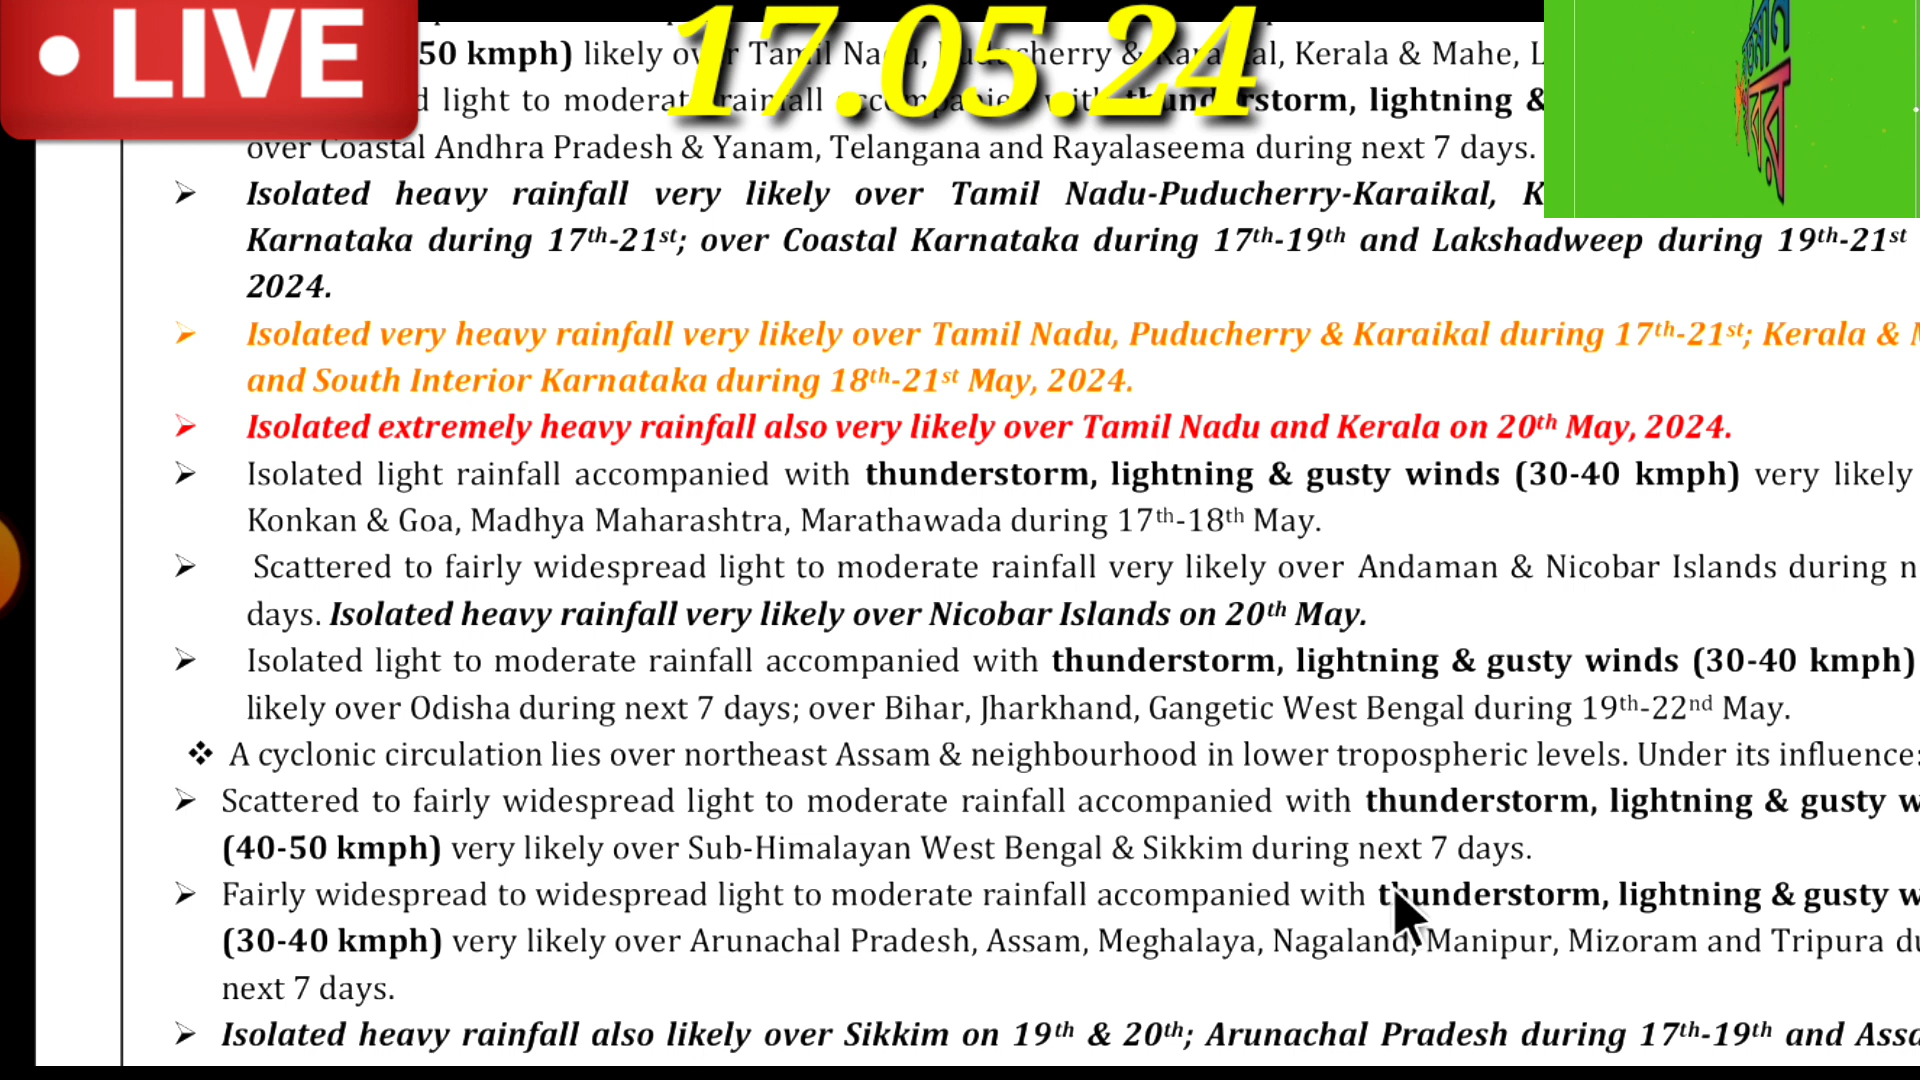 LIVE
17.05.24
50 kmph) likely over Tamil Nadu, Puducherry & Karaikal, Kerala & Mahe, L
d light to moderate rainfall accompanied with thunderstorm, lightning &
over Coastal Andhra Pradesh & Yanam, Telangana and Rayalaseema during next 7 days.
➢ Isolated heavy rainfall very likely over Tamil Nadu-Puducherry-Karaikal, K
Karnataka during 17th-21st; over Coastal Karnataka during 17th-19th and Lakshadweep during 19th-21st
2024.
➢ Isolated very heavy rainfall very likely over Tamil Nadu, Puducherry & Karaikal during 17th-21st; Kerala & M
and South Interior Karnataka during 18th-21st May, 2024.
➢ Isolated extremely heavy rainfall also very likely over Tamil Nadu and Kerala on 20th May, 2024.
➢ Isolated light rainfall accompanied with thunderstorm, lightning & gusty winds (30-40 kmph) very likely
Konkan & Goa, Madhya Maharashtra, Marathawada during 17th-18th May.
➢ Scattered to fairly widespread light to moderate rainfall very likely over Andaman & Nicobar Islands during n
days. Isolated heavy rainfall very likely over Nicobar Islands on 20th May.
➢ Isolated light to moderate rainfall accompanied with thunderstorm, lightning & gusty winds (30-40 kmph)
likely over Odisha during next 7 days; over Bihar, Jharkhand, Gangetic West Bengal during 19th-22nd May.
❖ A cyclonic circulation lies over northeast Assam & neighbourhood in lower tropospheric levels. Under its influence:
➢ Scattered to fairly widespread light to moderate rainfall accompanied with thunderstorm, lightning & gusty w
(40-50 kmph) very likely over Sub-Himalayan West Bengal & Sikkim during next 7 days.
➢ Fairly widespread to widespread light to moderate rainfall accompanied with thunderstorm, lightning & gusty w
(30-40 kmph) very likely over Arunachal Pradesh, Assam, Meghalaya, Nagaland, Manipur, Mizoram and Tripura du
next 7 days.
➢ Isolated heavy rainfall also likely over Sikkim on 19th & 20th; Arunachal Pradesh during 17th-19th and Assa